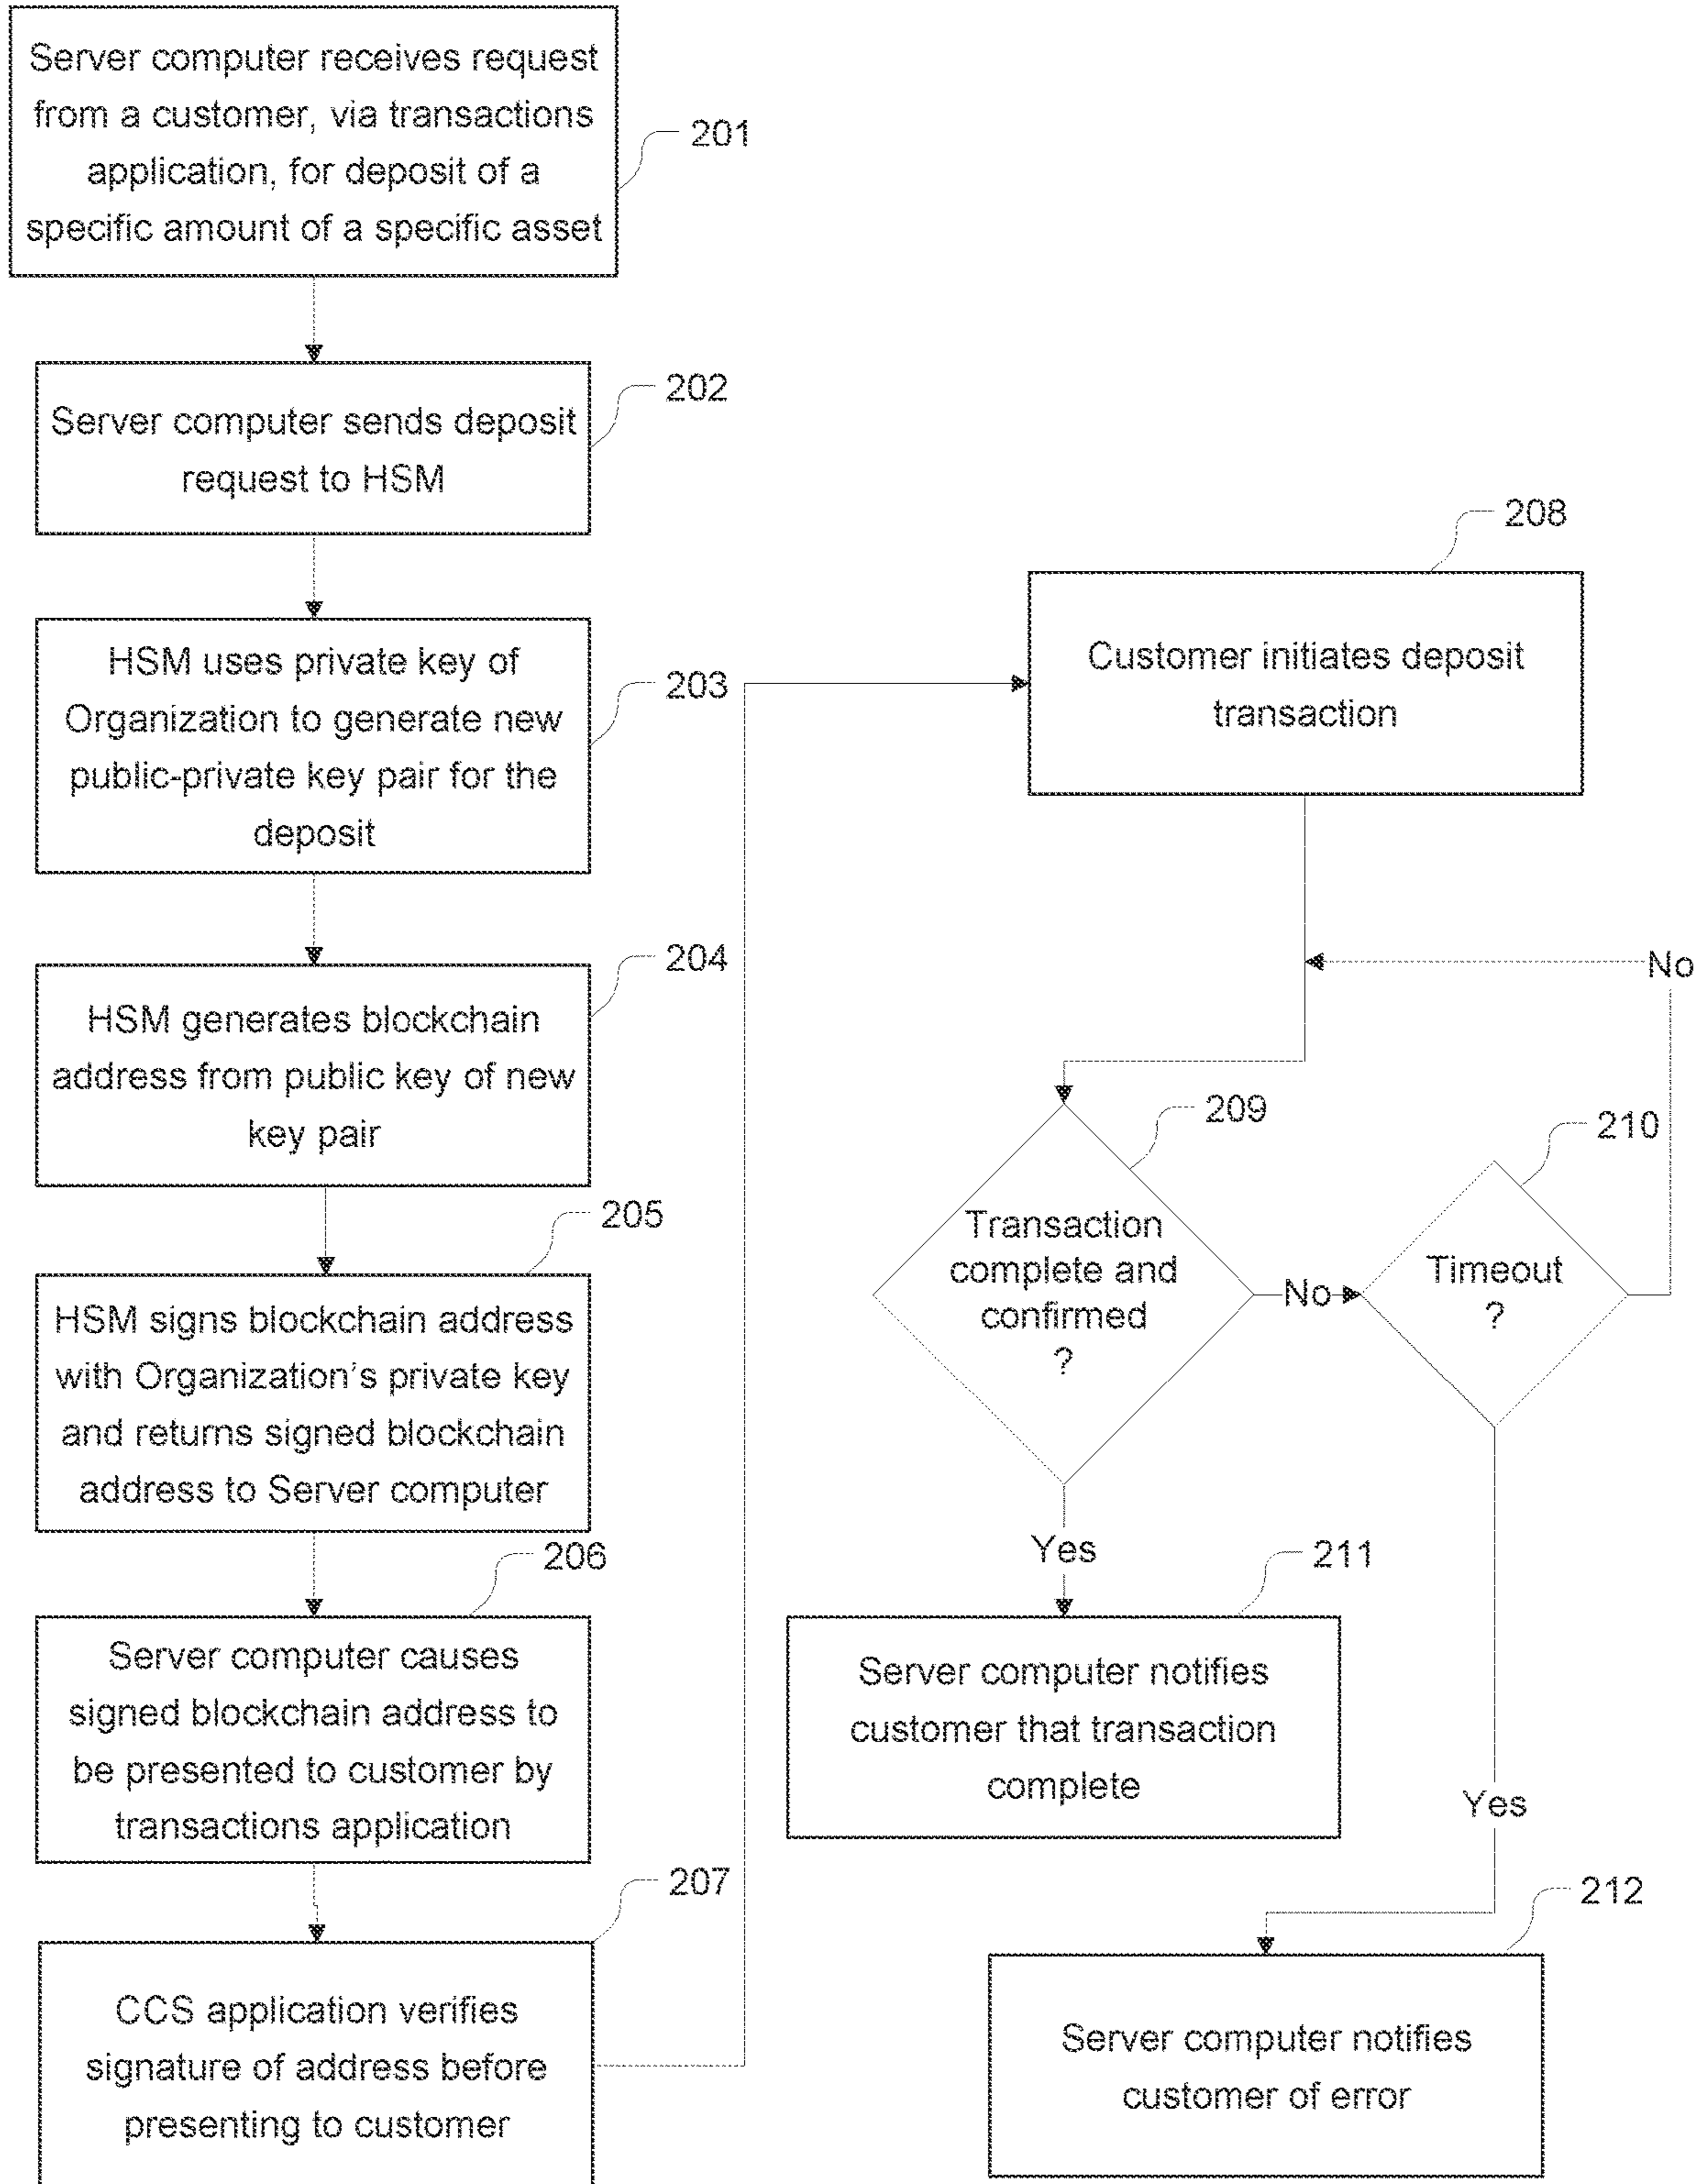 Server computer receives request
from a customer, via transactions
application, for deposit of a
specific amount of a specific asset
201
Server computer sends deposit
request to HSM
202
HSM uses private key of
Organization to generate new
public-private key pair for the
deposit
203
HSM generates blockchain
address from public key of new
key pair
204
HSM signs blockchain address
with Organization's private key
and returns signed blockchain
address to Server computer
205
Server computer causes
signed blockchain address to
be presented to customer by
transactions application
206
CCS application verifies
signature of address before
presenting to customer
207
Customer initiates deposit
transaction
208
Transaction
complete and
confirmed
?
209
No
Timeout
?
210
No
Yes
Server computer notifies
customer that transaction
complete
211
Yes
Server computer notifies
customer of error
212